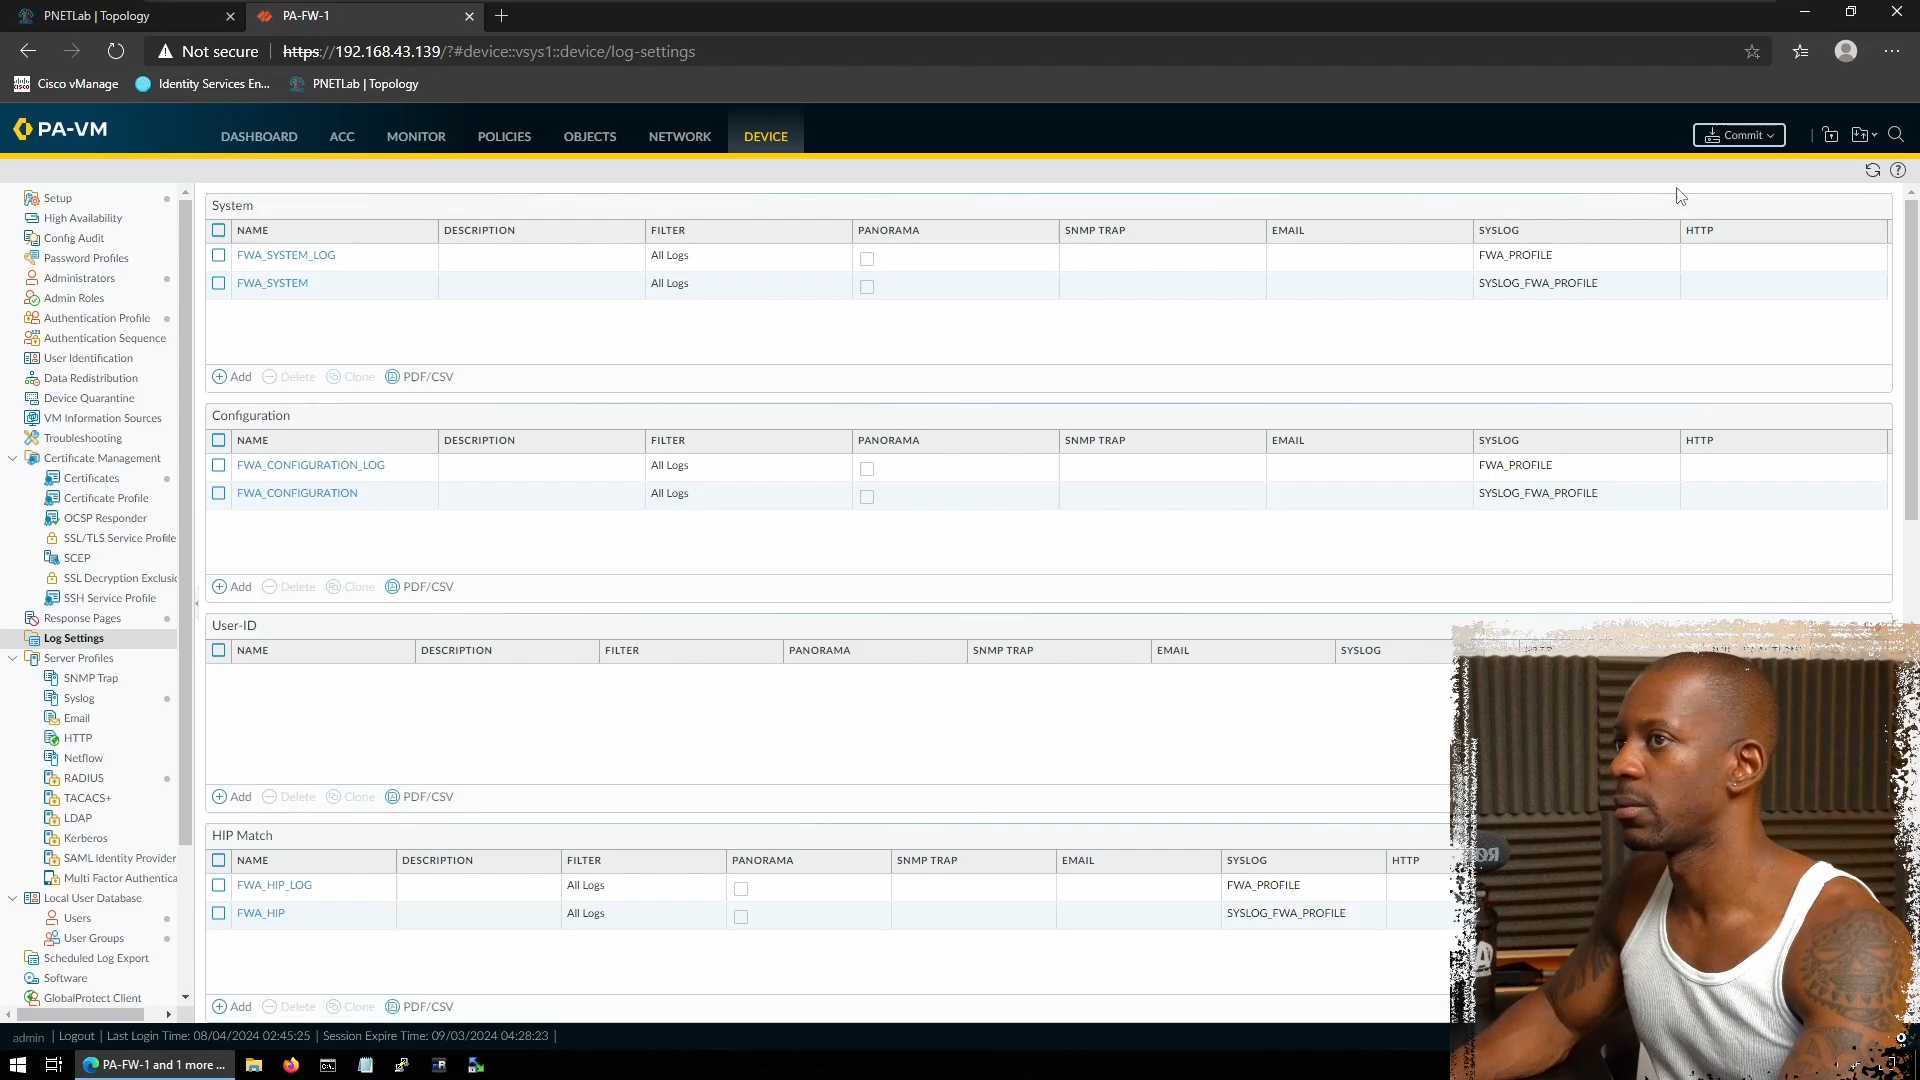 PNETLab | Topology
PA-FW-1
Not secure
https://192.168.43.139/?#device::vsys1::device/log-settings
Cisco vManage
Identity Services En...
PNETLab | Topology
PA-VM
DASHBOARD
ACC
MONITOR
POLICIES
OBJECTS
NETWORK
DEVICE
Commit
Setup
High Availability
Config Audit
Password Profiles
Administrators
Admin Roles
Authentication Profile
Authentication Sequence
User Identification
Data Redistribution
Device Quarantine
VM Information Sources
Troubleshooting
Certificate Management
Certificates
Certificate Profile
OCSP Responder
SSL/TLS Service Profile
SCEP
SSL Decryption Exclusio
SSH Service Profile
Response Pages
Log Settings
Server Profiles
SNMP Trap
Syslog
Email
HTTP
Netflow
RADIUS
TACACS+
LDAP
Kerberos
SAML Identity Provider
Multi Factor Authentica
Local User Database
Users
User Groups
Scheduled Log Export
Software
GlobalProtect Client
System
NAME DESCRIPTION FILTER PANORAMA SNMP TRAP EMAIL SYSLOG HTTP
FWA_SYSTEM_LOG All Logs FWA_PROFILE
FWA_SYSTEM All Logs SYSLOG_FWA_PROFILE
Add Delete Clone PDF/CSV
Configuration
NAME DESCRIPTION FILTER PANORAMA SNMP TRAP EMAIL SYSLOG HTTP
FWA_CONFIGURATION_LOG All Logs FWA_PROFILE
FWA_CONFIGURATION All Logs SYSLOG_FWA_PROFILE
Add Delete Clone PDF/CSV
User-ID
NAME DESCRIPTION FILTER PANORAMA SNMP TRAP EMAIL SYSLOG
Add Delete Clone PDF/CSV
HIP Match
NAME DESCRIPTION FILTER PANORAMA SNMP TRAP EMAIL SYSLOG HTTP
FWA_HIP_LOG All Logs FWA_PROFILE
FWA_HIP All Logs SYSLOG_FWA_PROFILE
Add Delete Clone PDF/CSV
admin | Logout | Last Login Time: 08/04/2024 02:45:25 | Session Expire Time: 09/03/2024 04:28:23 |
PA-FW-1 and 1 more ...